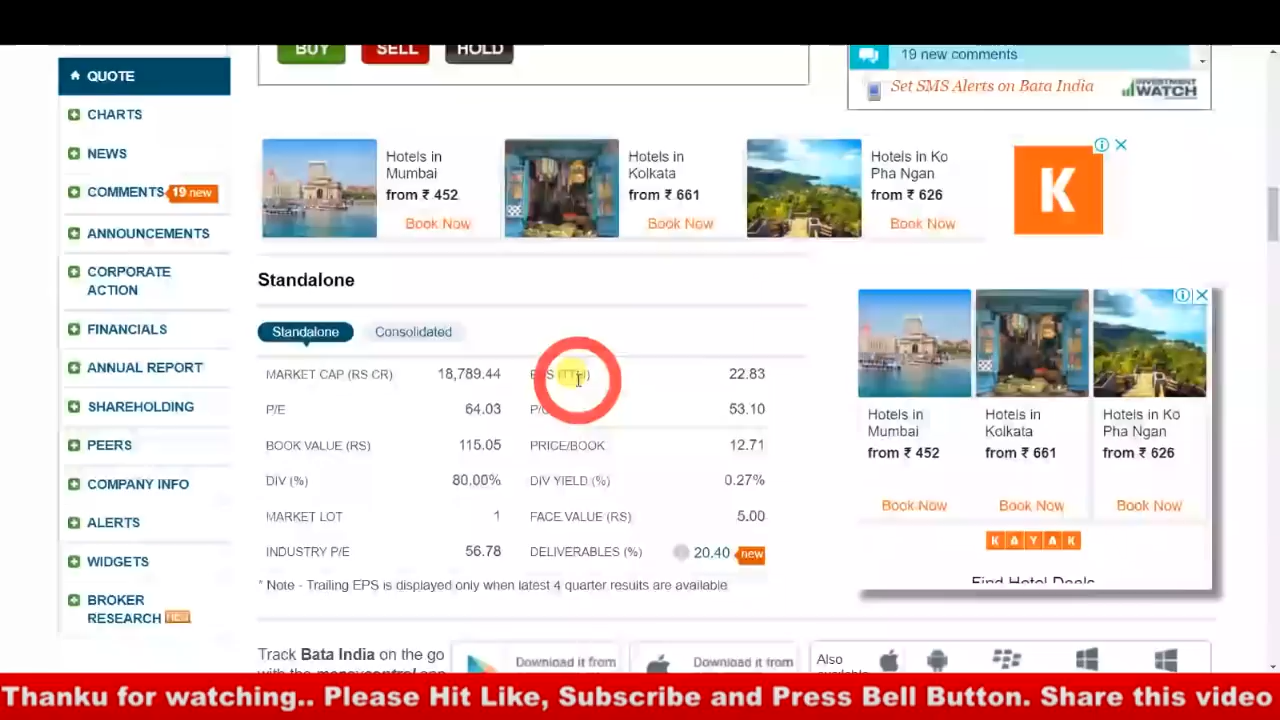 BUY
SELL
HOLD
19 new comments
Set SMS Alerts on Bata India
INVESTMENT
WATCH
QUOTE
CHARTS
NEWS
COMMENTS 19 new
ANNOUNCEMENTS
CORPORATE
ACTION
FINANCIALS
ANNUAL REPORT
SHAREHOLDING
PEERS
COMPANY INFO
ALERTS
WIDGETS
BROKER
RESEARCH
Hotels in
Mumbai
from ₹ 452
Book Now
Hotels in
Kolkata
from ₹ 661
Book Now
Hotels In Ko
Pha Ngan
from ₹ 626
Book Now
K
Standalone
Standalone Consolidated
MARKET CAP (RS CR) 18,789.44 (TTM) 22.83
P/E 64.03 53.10
BOOK VALUE (RS) 115.05 PRICE/BOOK 12.71
DIV (%) 80.00% DIV YIELD (%) 0.27%
MARKET LOT 1 FACE VALUE (RS) 5.00
INDUSTRY P/E 56.78 DELIVERABLES (%) 20.40 new
* Note - Trailing EPS is displayed only when latest 4 quarter results are available
Hotels in
Mumbai
from ₹ 452
Book Now
Hotels in
Kolkata
from ₹ 661
Book Now
Hotels in Ko
Pha Ngan
from ₹ 626
Book Now
KAYAK
Find Hotel Deals
Track Bata India on the go
Download it from
Download it from
Also
available
Thanku for watching.. Please Hit Like, Subscribe and Press Bell Button. Share this video